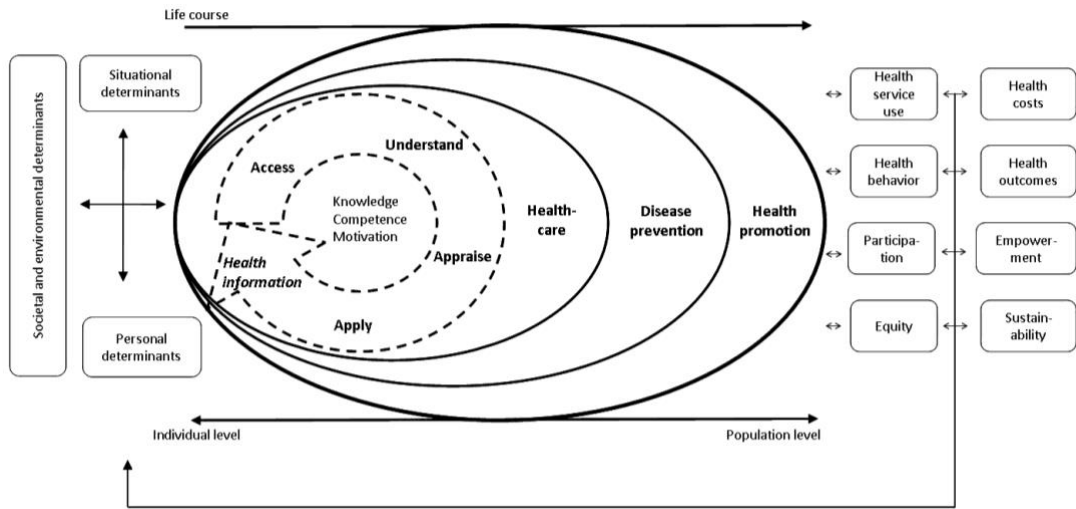 Life course
Societal and environmental determinants
Situational
determinants
Personal
determinants
Access
Understand
Knowledge
Competence
Motivation
Appraise
Health
information
Apply
Health-
care
Disease
prevention
Health
promotion
Health
service
use
Health
costs
Health
behavior
Health
outcomes
Participa-
tion
Empower-
ment
Equity
Sustain-
ability
Individual level
Population level